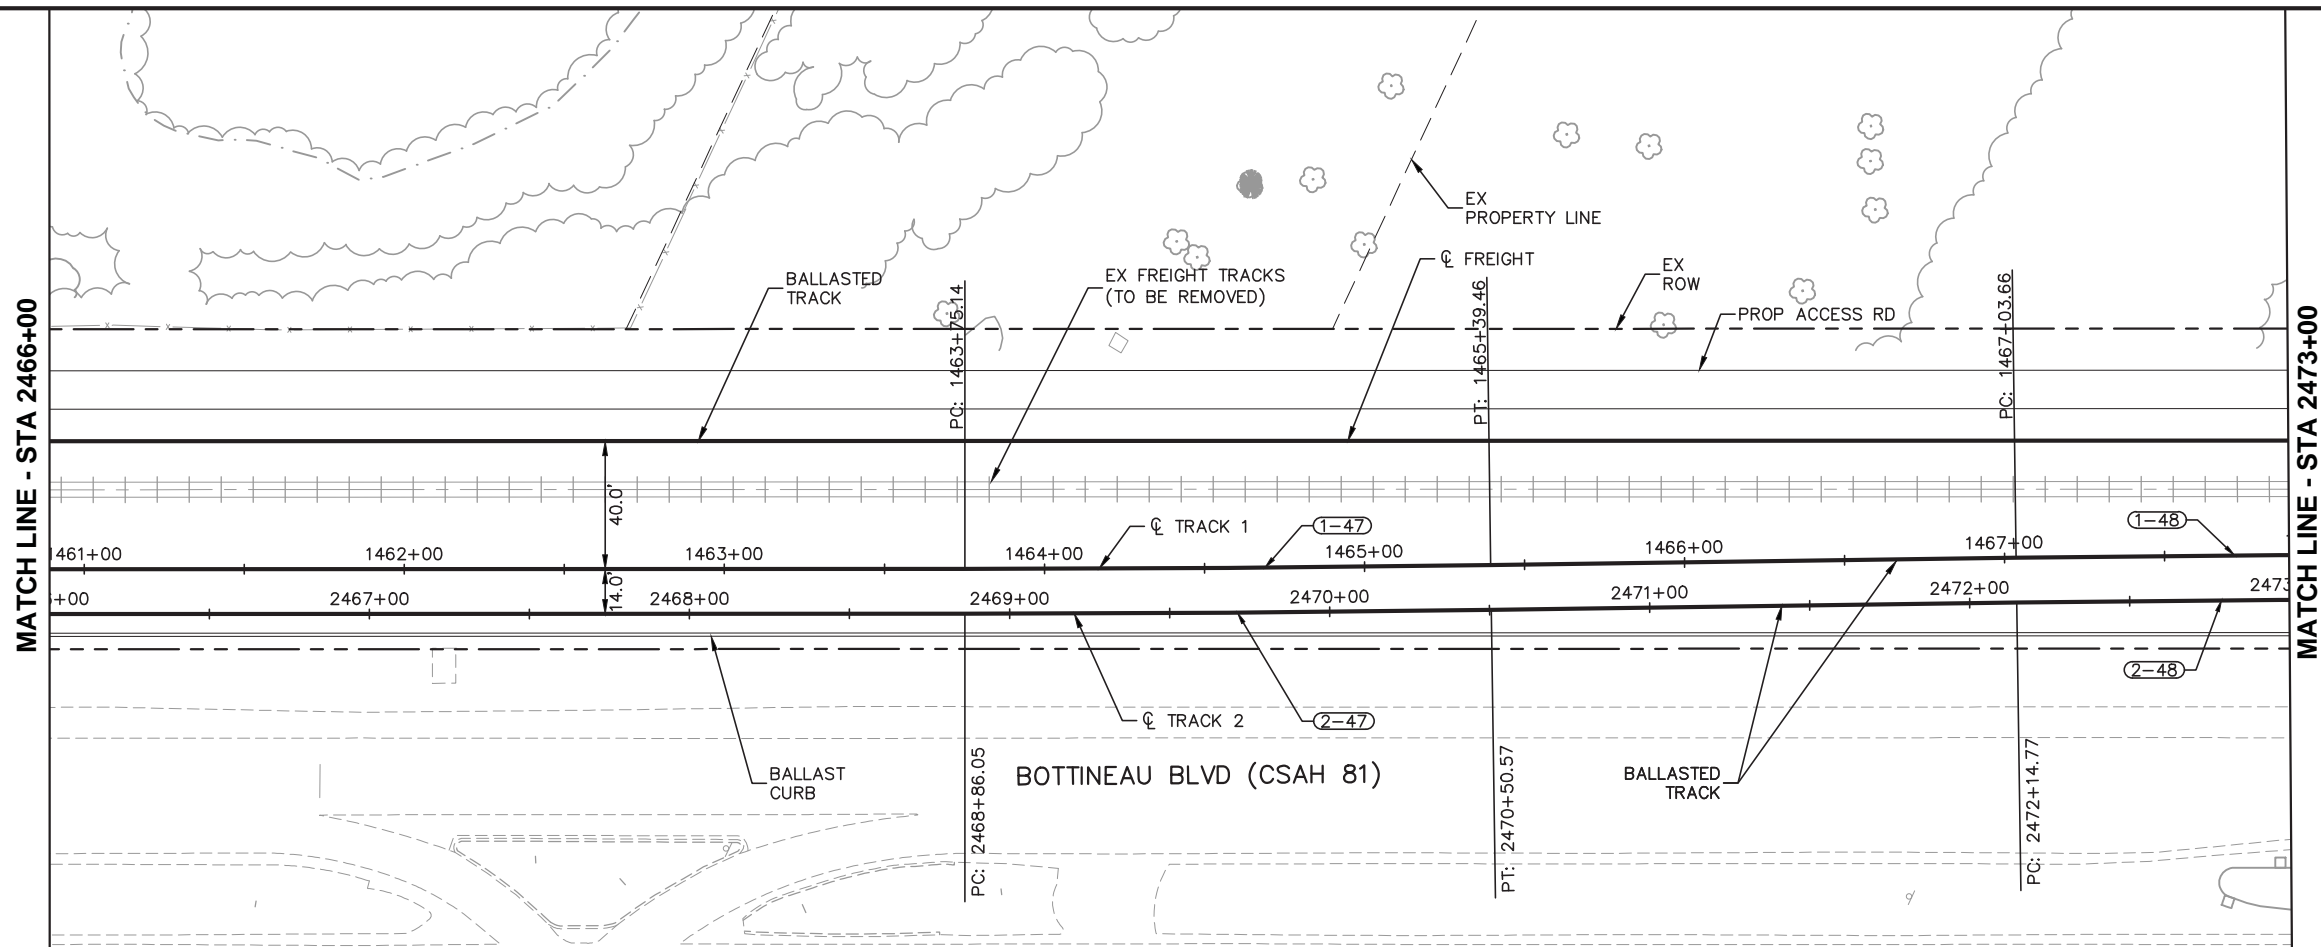 MATCH LINE - STA 2466+00
MATCH LINE - STA 2473+00
EX
PROPERTY LINE
BALLASTED
TRACK
EX FREIGHT TRACKS
(TO BE REMOVED)
℄ FREIGHT
EX
ROW
PROP ACCESS RD
PC: 1463+75.14
PT: 1465+39.46
PC: 1467+03.66
40.0'
14.0'
℄ TRACK 1
1-47
1-48
1461+00
1462+00
1463+00
1464+00
1465+00
1466+00
1467+00
+00
2467+00
2468+00
2469+00
2470+00
2471+00
2472+00
2473
2-48
℄ TRACK 2
2-47
BALLAST
CURB
BOTTINEAU BLVD (CSAH 81)
BALLASTED
TRACK
PC: 2468+86.05
PT: 2470+50.57
PC: 2472+14.77